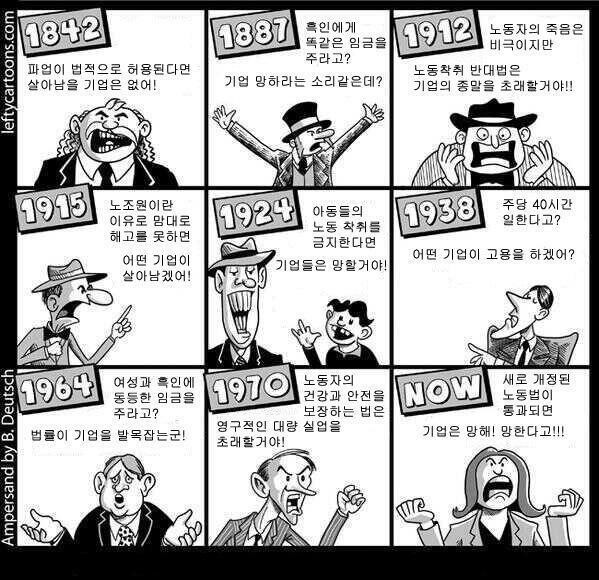 leftycartoons.com
Ampersand by B. Deutsch
1842
파업이 법적으로 허용된다면
살아남을 기업은 없어!
1887
흑인에게
똑같은 임금을
주라고?
기업 망하라는 소리같은데?
1912
노동자의 죽음은
비극이지만
노동착취 반대법은
기업의 종말을 초래할거야!!
1915
노조원이란
이유로 맘대로
해고를 못하면
어떤 기업이
살아남겠어!
1924
아동들의
노동 착취를
금지한다면
기업들은 망할거야!
1938
주당 40시간
일한다고?
어떤 기업이 고용을 하겠어?
1964
여성과 흑인에
동등한 임금을
주라고?
법률이 기업을 발목잡는군!
1970
노동자의
건강과 안전을
보장하는 법은
영구적인 대량 실업을
초래할거야!
NOW
새로 개정된
노동법이
통과되면
기업은 망해! 망한다고!!!